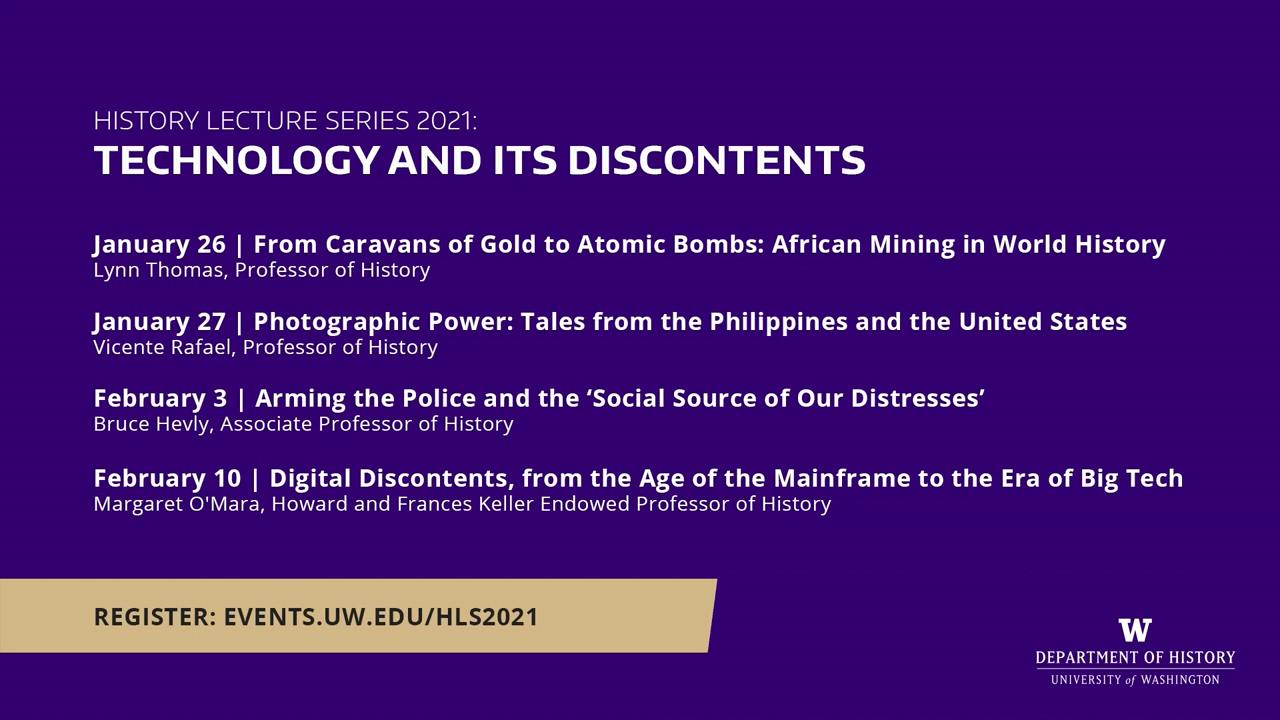 HISTORY LECTURE SERIES 2021:
TECHNOLOGY AND ITS DISCONTENTS
January 26 | From Caravans of Gold to Atomic Bombs: African Mining in World History
Lynn Thomas, Professor of History
January 27 | Photographic Power: Tales from the Philippines and the United States
Vicente Rafael, Professor of History
February 3 | Arming the Police and the ‘Social Source of Our Distresses’
Bruce Hevly, Associate Professor of History
February 10 | Digital Discontents, from the Age of the Mainframe to the Era of Big Tech
Margaret O'Mara, Howard and Frances Keller Endowed Professor of History
REGISTER: EVENTS.UW.EDU/HLS2021
W
DEPARTMENT OF HISTORY
UNIVERSITY of WASHINGTON